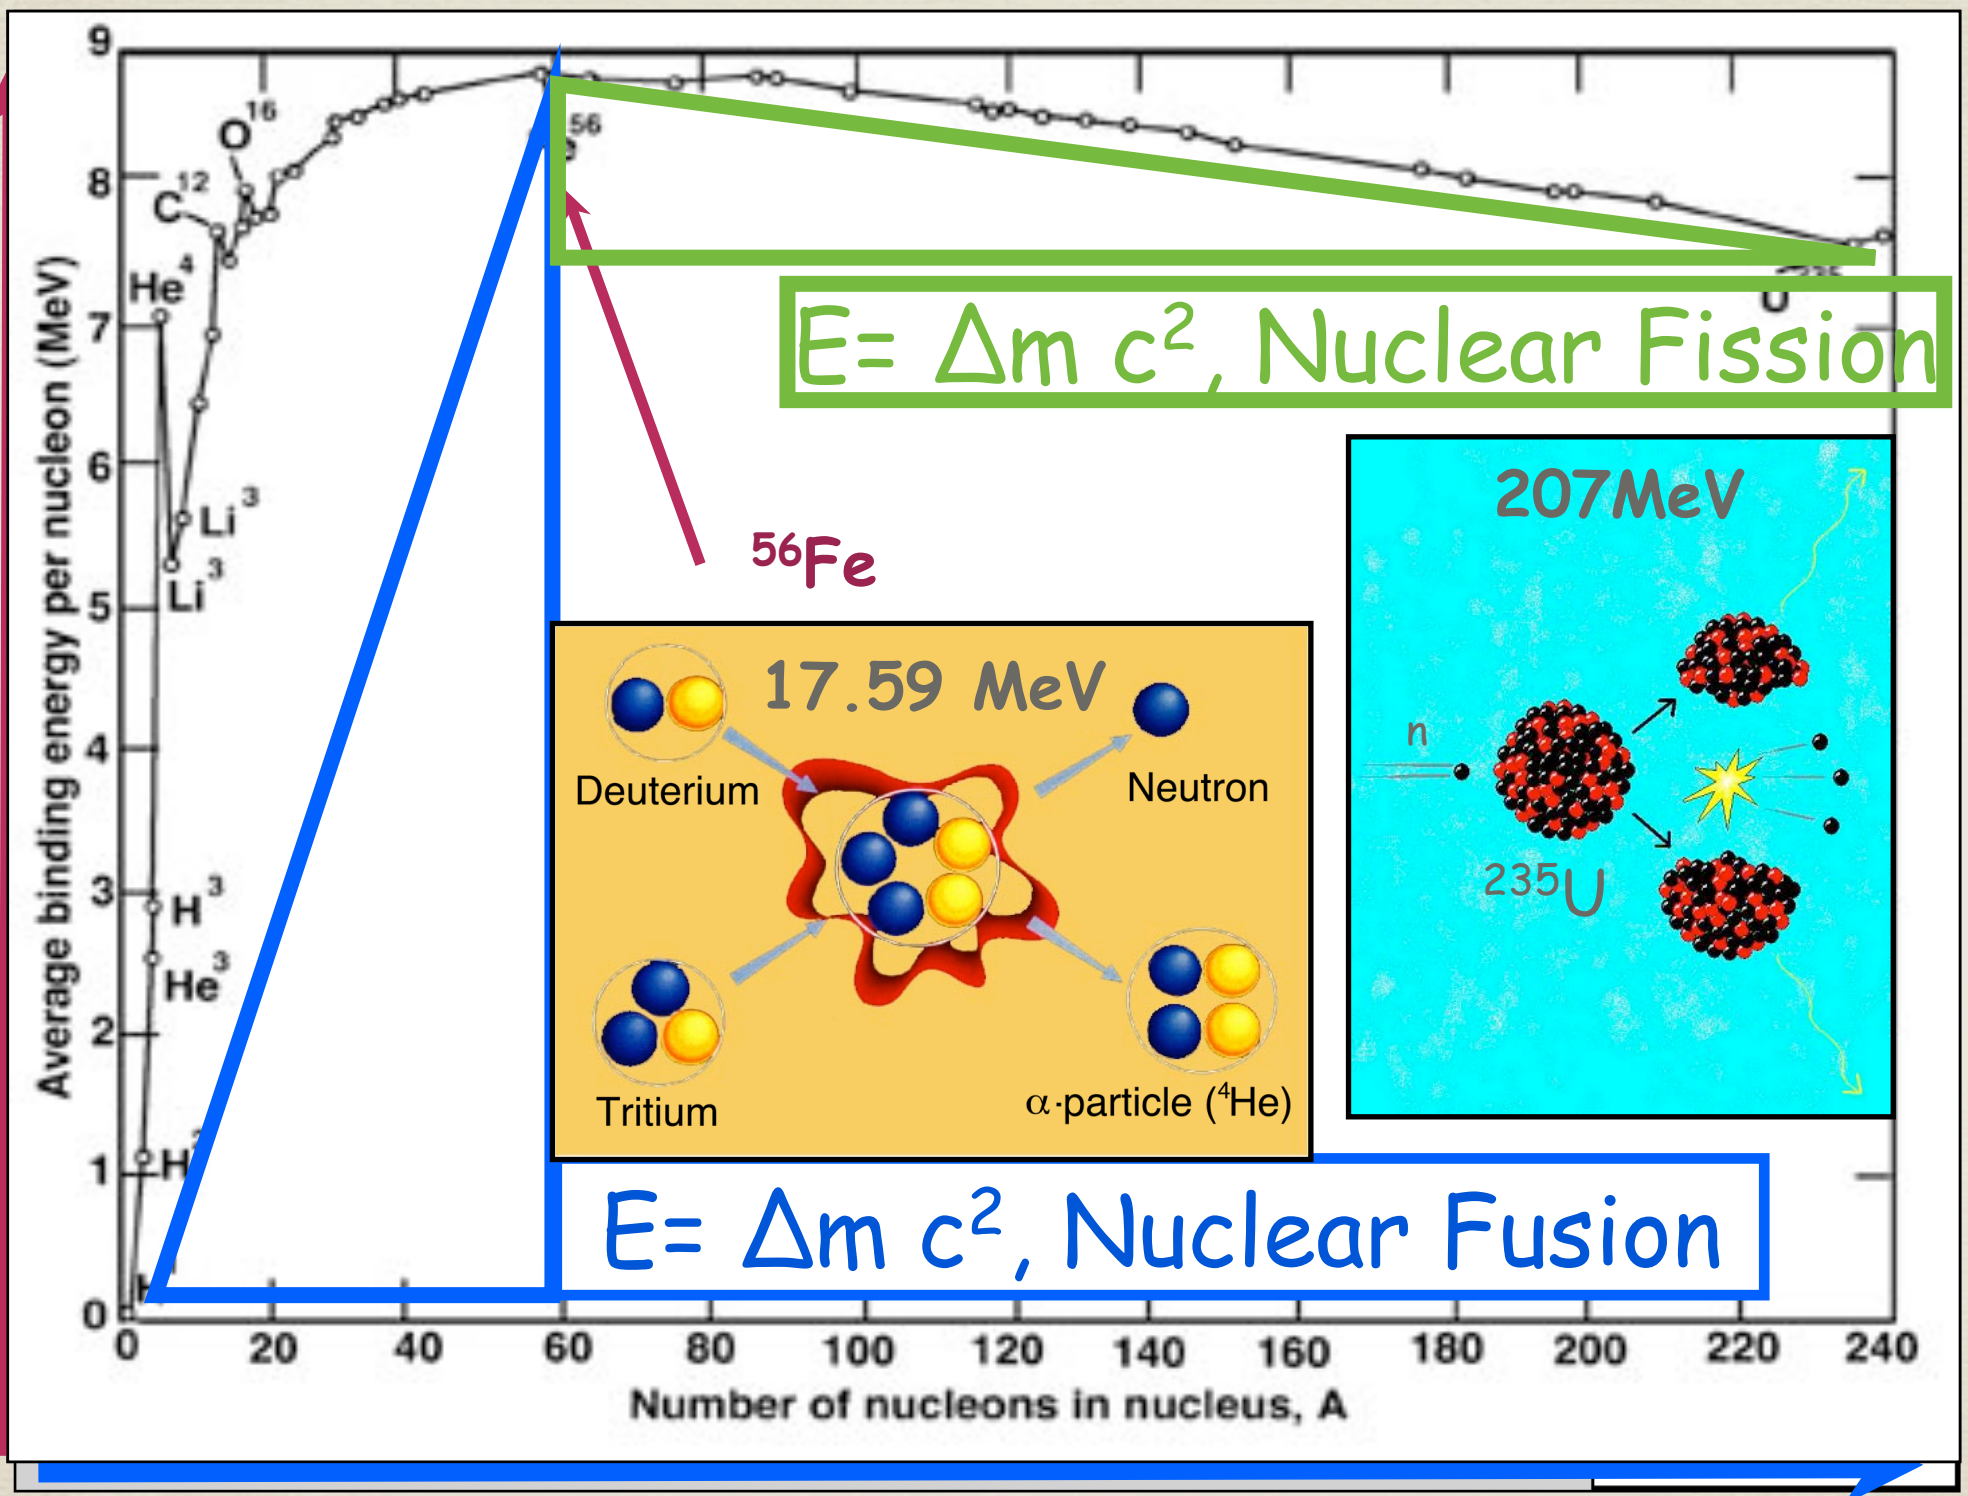 9
8
7
6
5
4
3
2
1
0
Average binding energy per nucleon (MeV)
O16
C12
He4
Li3
Li3
H3
He3
H
56
U235
E= Δm c², Nuclear Fission
⁵⁶Fe
207MeV
n
²³⁵U
17.59 MeV
Deuterium
Neutron
Tritium
α-particle (⁴He)
E= Δm c², Nuclear Fusion
0 20 40 60 80 100 120 140 160 180 200 220 240
Number of nucleons in nucleus, A